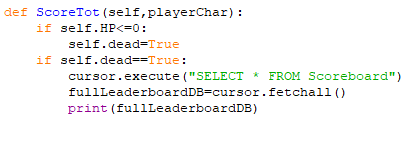 def ScoreTot(self,playerChar):
    if self.HP<=0:
        self.dead=True
    if self.dead==True:
        cursor.execute("SELECT * FROM Scoreboard")
        fullLeaderboardDB=cursor.fetchall()
        print(fullLeaderboardDB)